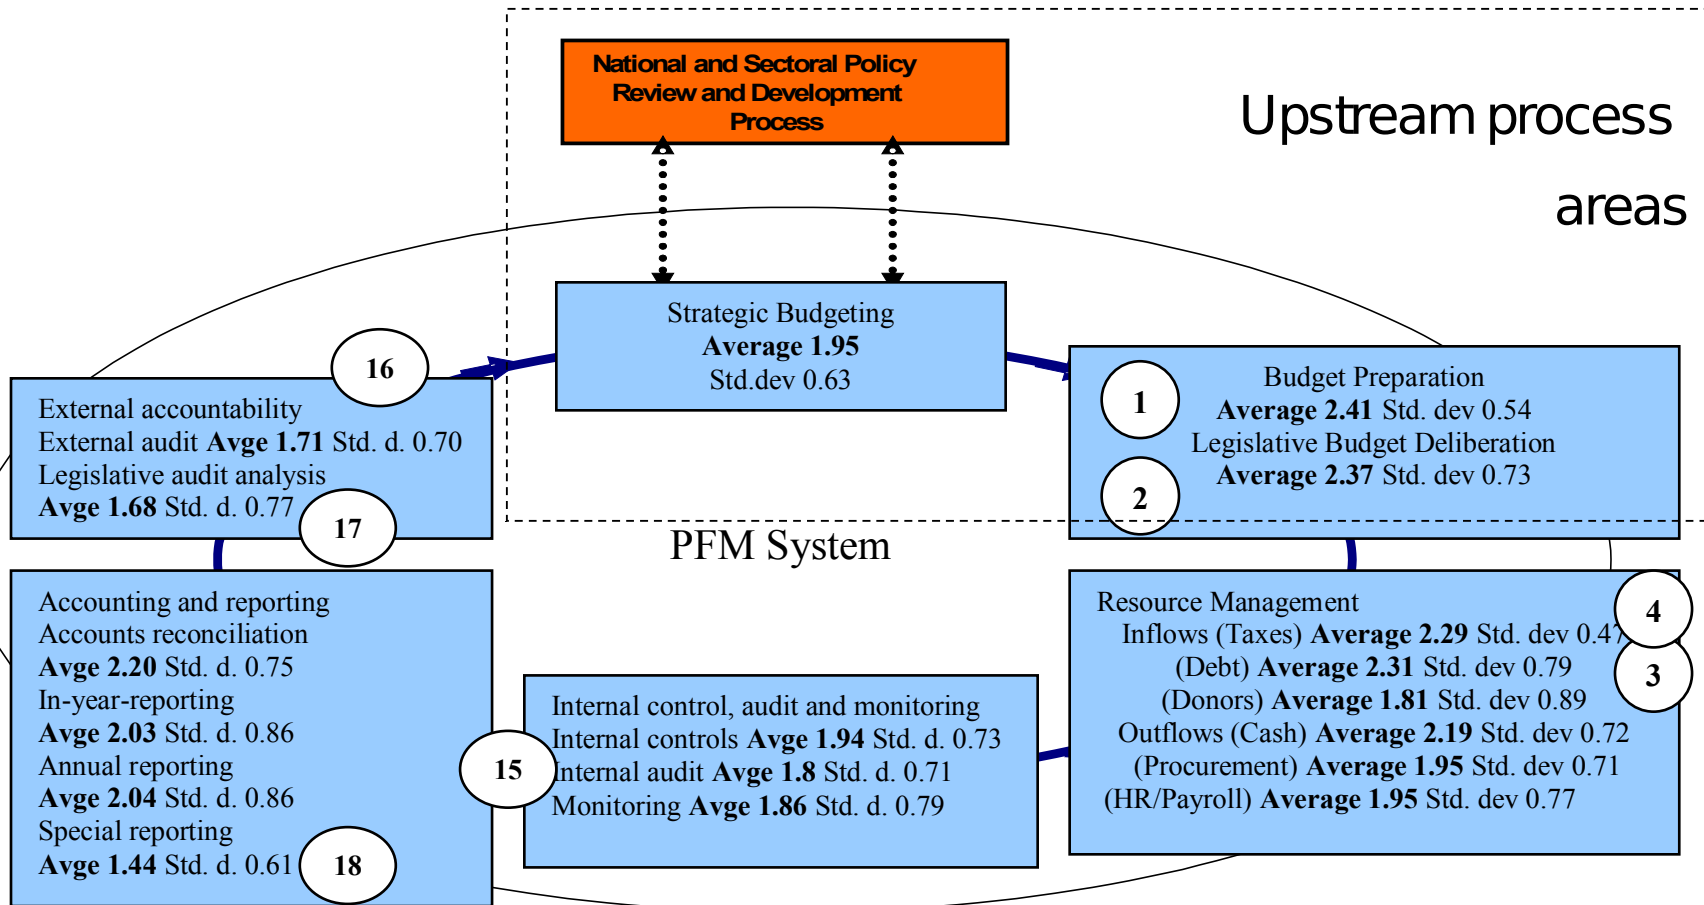 National and Sectoral Policy
Review and Development
Process
Upstream process
areas
Strategic Budgeting
Average 1.95
Std.dev 0.63
16
External accountability
External audit Avge 1.71 Std. d. 0.70
Legislative audit analysis
Avge 1.68 Std. d. 0.77
17
1
Budget Preparation
Average 2.41 Std. dev 0.54
Legislative Budget Deliberation
Average 2.37 Std. dev 0.73
2
PFM System
Accounting and reporting
Accounts reconciliation
Avge 2.20 Std. d. 0.75
In-year-reporting
Avge 2.03 Std. d. 0.86
Annual reporting
Avge 2.04 Std. d. 0.86
Special reporting
Avge 1.44 Std. d. 0.61
18
15
Internal control, audit and monitoring
Internal controls Avge 1.94 Std. d. 0.73
Internal audit Avge 1.8 Std. d. 0.71
Monitoring Avge 1.86 Std. d. 0.79
Resource Management
Inflows (Taxes) Average 2.29 Std. dev 0.47
(Debt) Average 2.31 Std. dev 0.79
(Donors) Average 1.81 Std. dev 0.89
Outflows (Cash) Average 2.19 Std. dev 0.72
(Procurement) Average 1.95 Std. dev 0.71
(HR/Payroll) Average 1.95 Std. dev 0.77
4
3